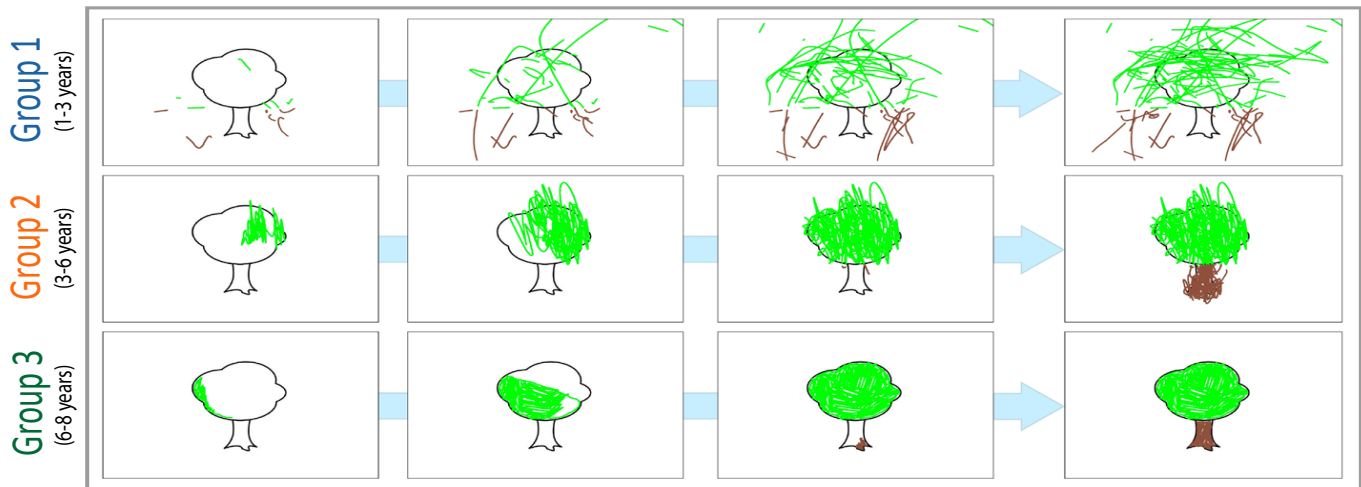 Group 1
(1-3 years)
Group 2
(3-6 years)
Group 3
(6-8 years)